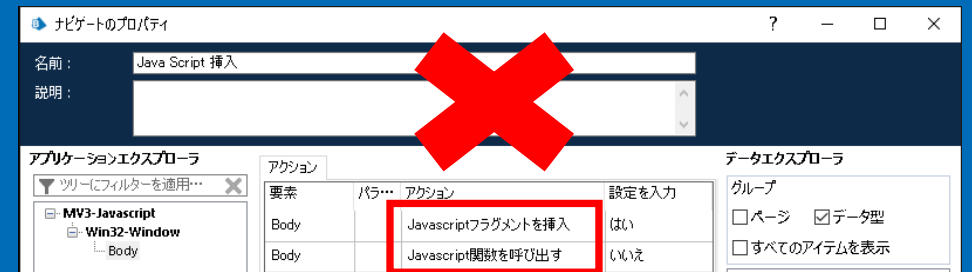 ナビゲートのプロパティ
名前：
Java Script 挿入
説明：
アプリケーションエクスプローラ
ツリーにフィルターを適用…
MV3-Javascript
Win32-Window
Body
アクション
要素 パラ… アクション 設定を入力
Body Javascriptフラグメントを挿入 はい
Body Javascript関数を呼び出す いいえ
データエクスプローラ
グループ
ページ データ型
すべてのアイテムを表示